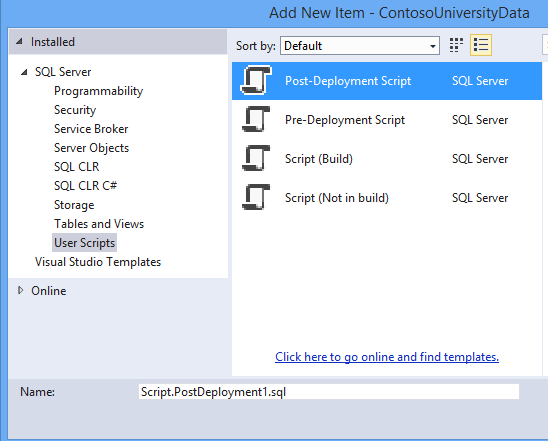 Add New Item - ContosoUniversityData
Installed
Sort by: Default
SQL Server
Programmability
Security
Service Broker
Server Objects
SQL CLR
SQL CLR C#
Storage
Tables and Views
User Scripts
Visual Studio Templates
Online
Post-Deployment Script SQL Server
Pre-Deployment Script SQL Server
Script (Build) SQL Server
Script (Not in build) SQL Server
Click here to go online and find templates.
Name: Script.PostDeployment1.sql